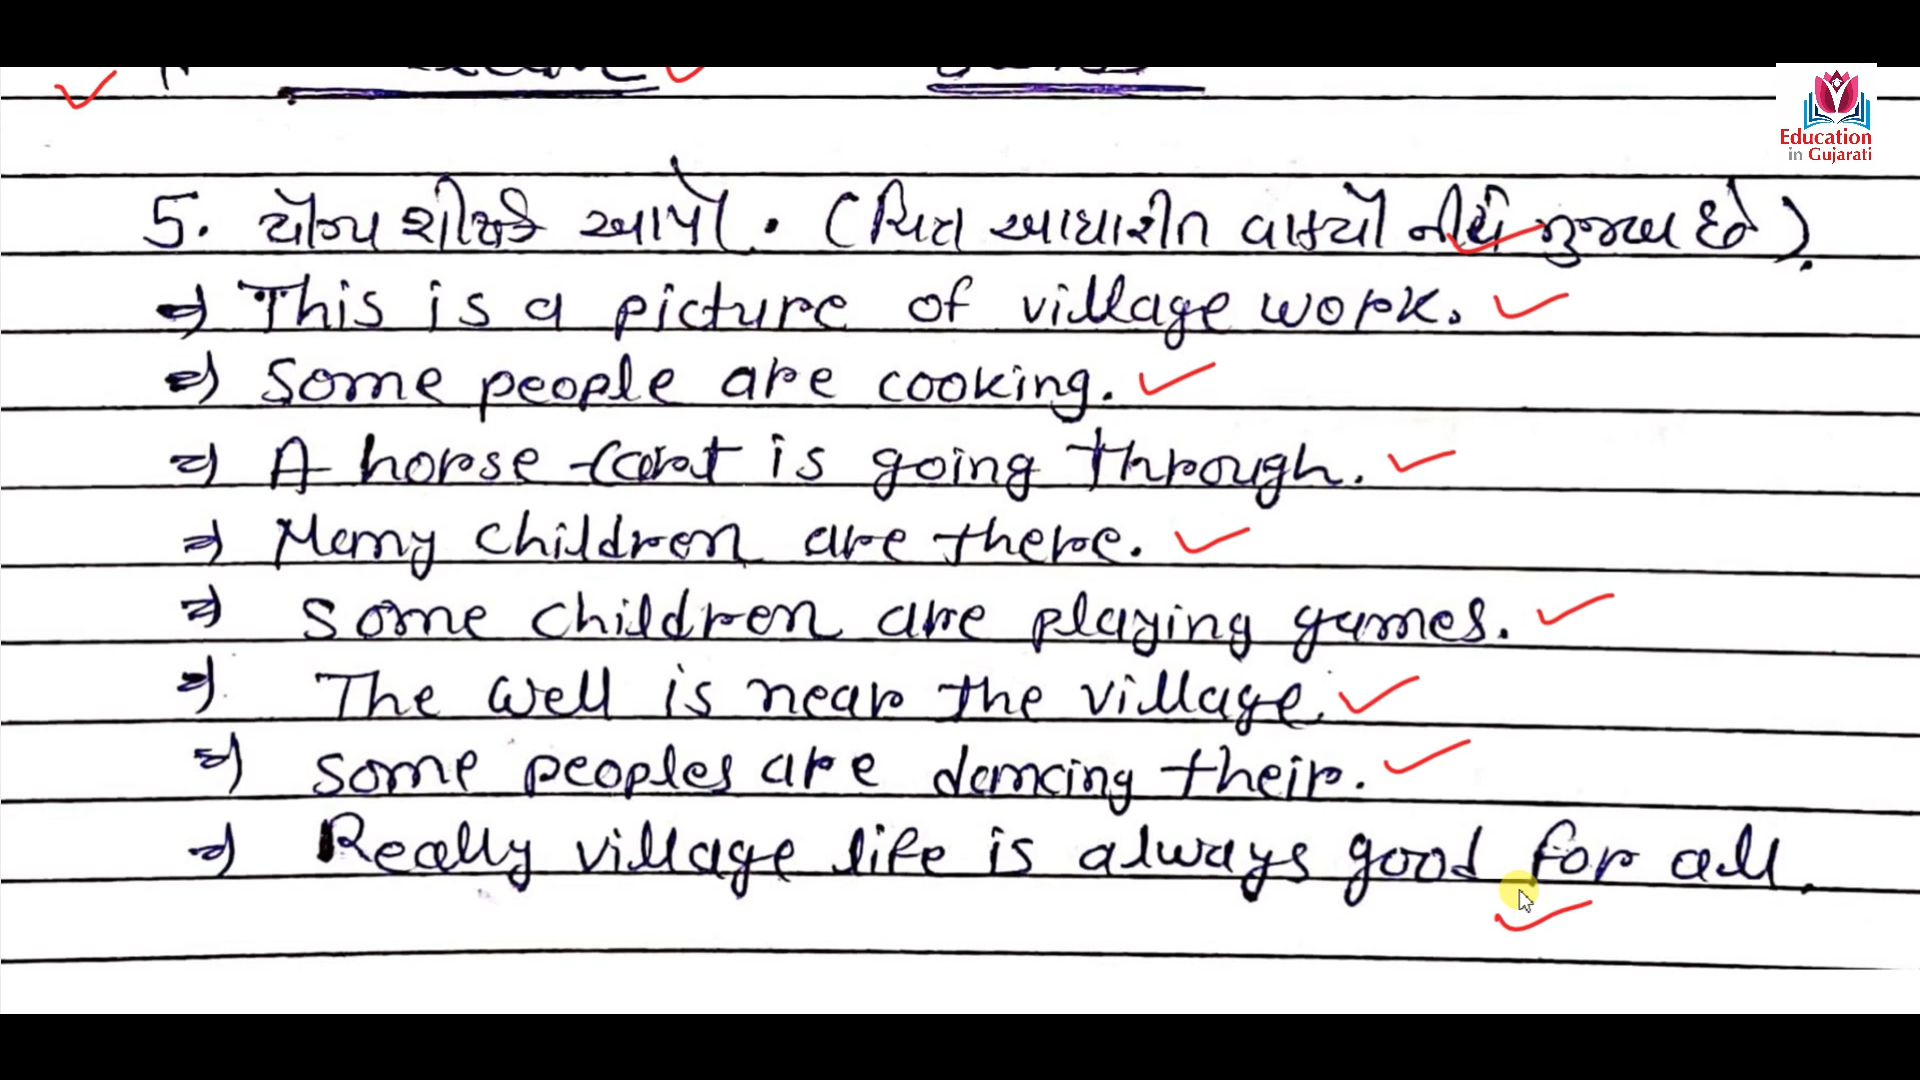 Education
in Gujarati
5. યોગ્ય શીર્ષક આપો. (ચિત્ર આધારીત વાક્યો નીચે મુજબ છે).
⇒ This is a picture of village work.
⇒ Some people are cooking.
⇒ A horse-cart is going through.
⇒ Many children are there.
⇒ Some children are playing games.
⇒ The well is near the village.
⇒ Some peoples are dancing their.
⇒ Really village life is always good for all.